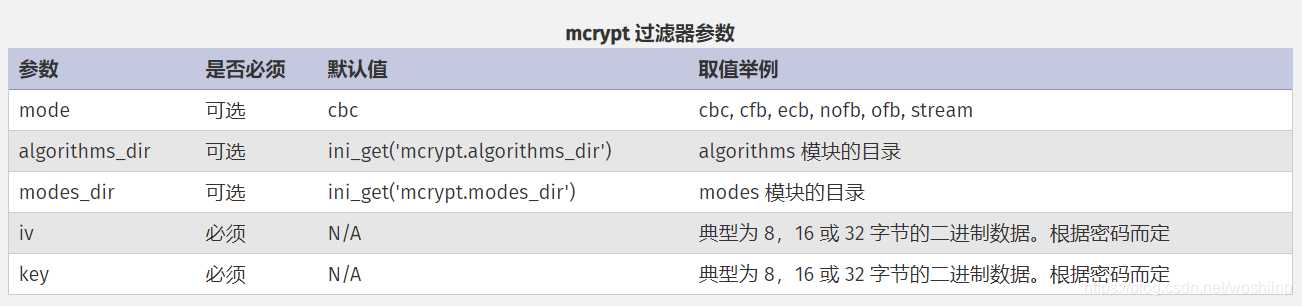 mcrypt 过滤器参数
参数 是否必须 默认值 取值举例
mode 可选 cbc cbc, cfb, ecb, nofb, ofb, stream
algorithms_dir 可选 ini_get('mcrypt.algorithms_dir') algorithms 模块的目录
modes_dir 可选 ini_get('mcrypt.modes_dir') modes 模块的目录
iv 必须 N/A 典型为 8，16 或 32 字节的二进制数据。根据密码而定
key 必须 N/A 典型为 8，16 或 32 字节的二进制数据。根据密码而定